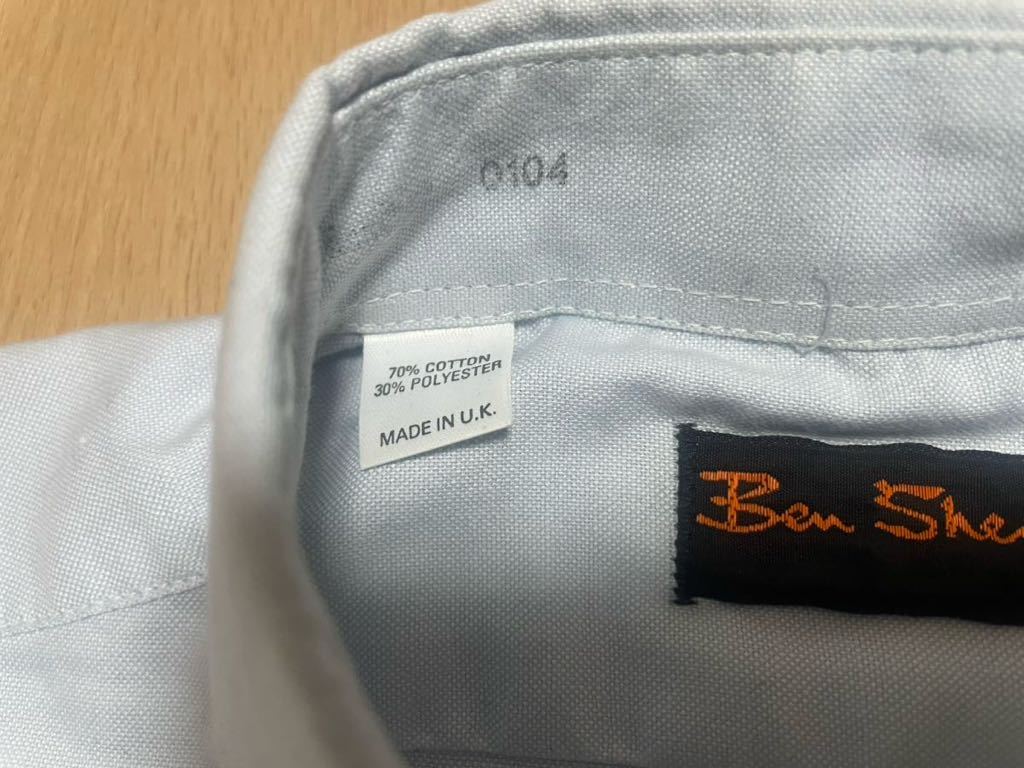 0104
70% COTTON
30% POLYESTER
MADE IN U.K.
Ben She